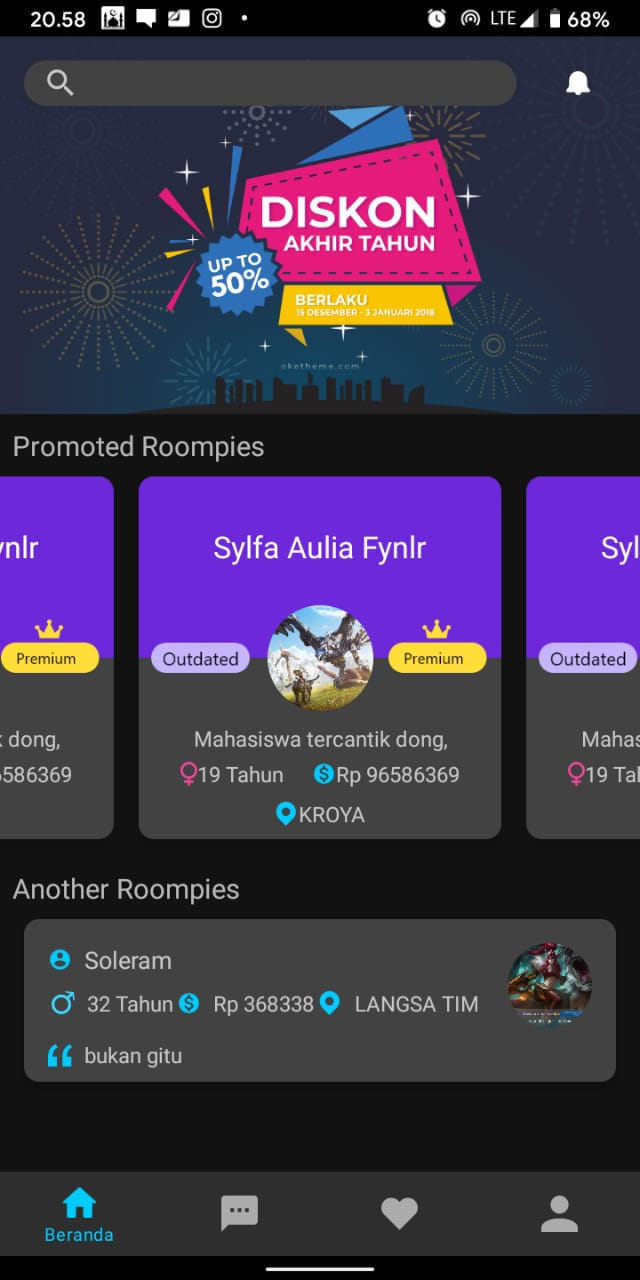 20.58
LTE
68%
DISKON
AKHIR TAHUN
UP TO
50%
BERLAKU
15 DESEMBER - 3 JANUARI 2018
oketheme.com
Promoted Roompies
ynlr
Sylfa Aulia Fynlr
Syl
Premium
Outdated
Premium
Outdated
k dong,
Mahasiswa tercantik dong,
Mahas
6586369
19 Tahun
Rp 96586369
19 Tah
KROYA
Another Roompies
Soleram
32 Tahun
Rp 368338
LANGSA TIM
bukan gitu
Beranda